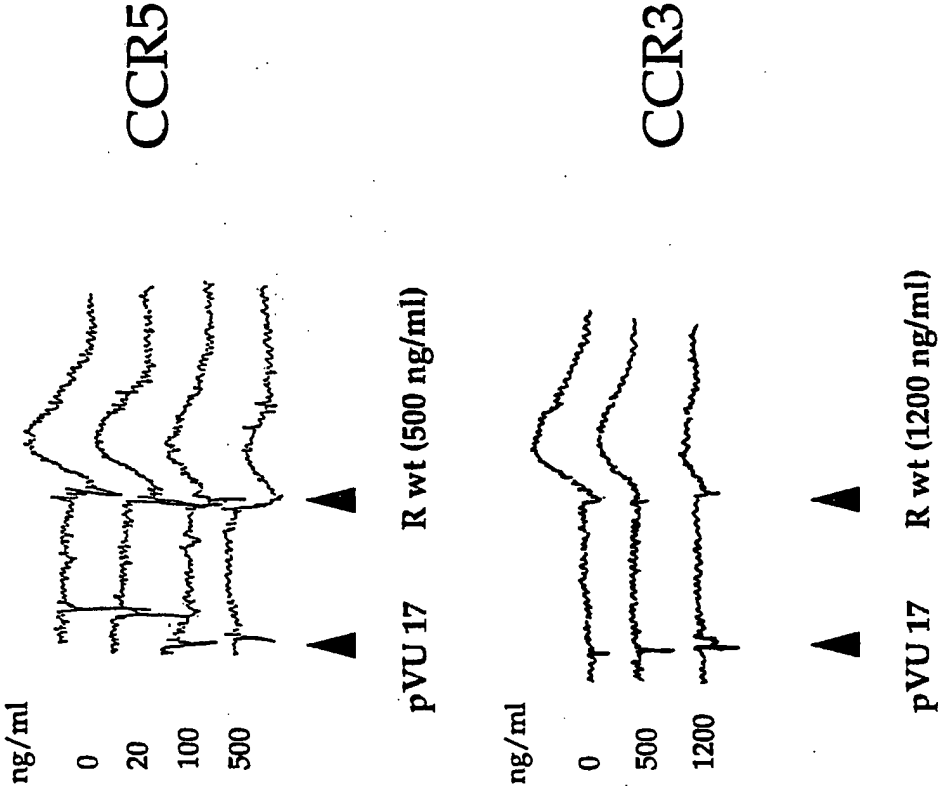 CCR5
ng/ml
0
20
100
500
pVU 17
R wt (500 ng/ml)
CCR3
ng/ml
0
500
1200
pVU 17
R wt (1200 ng/ml)